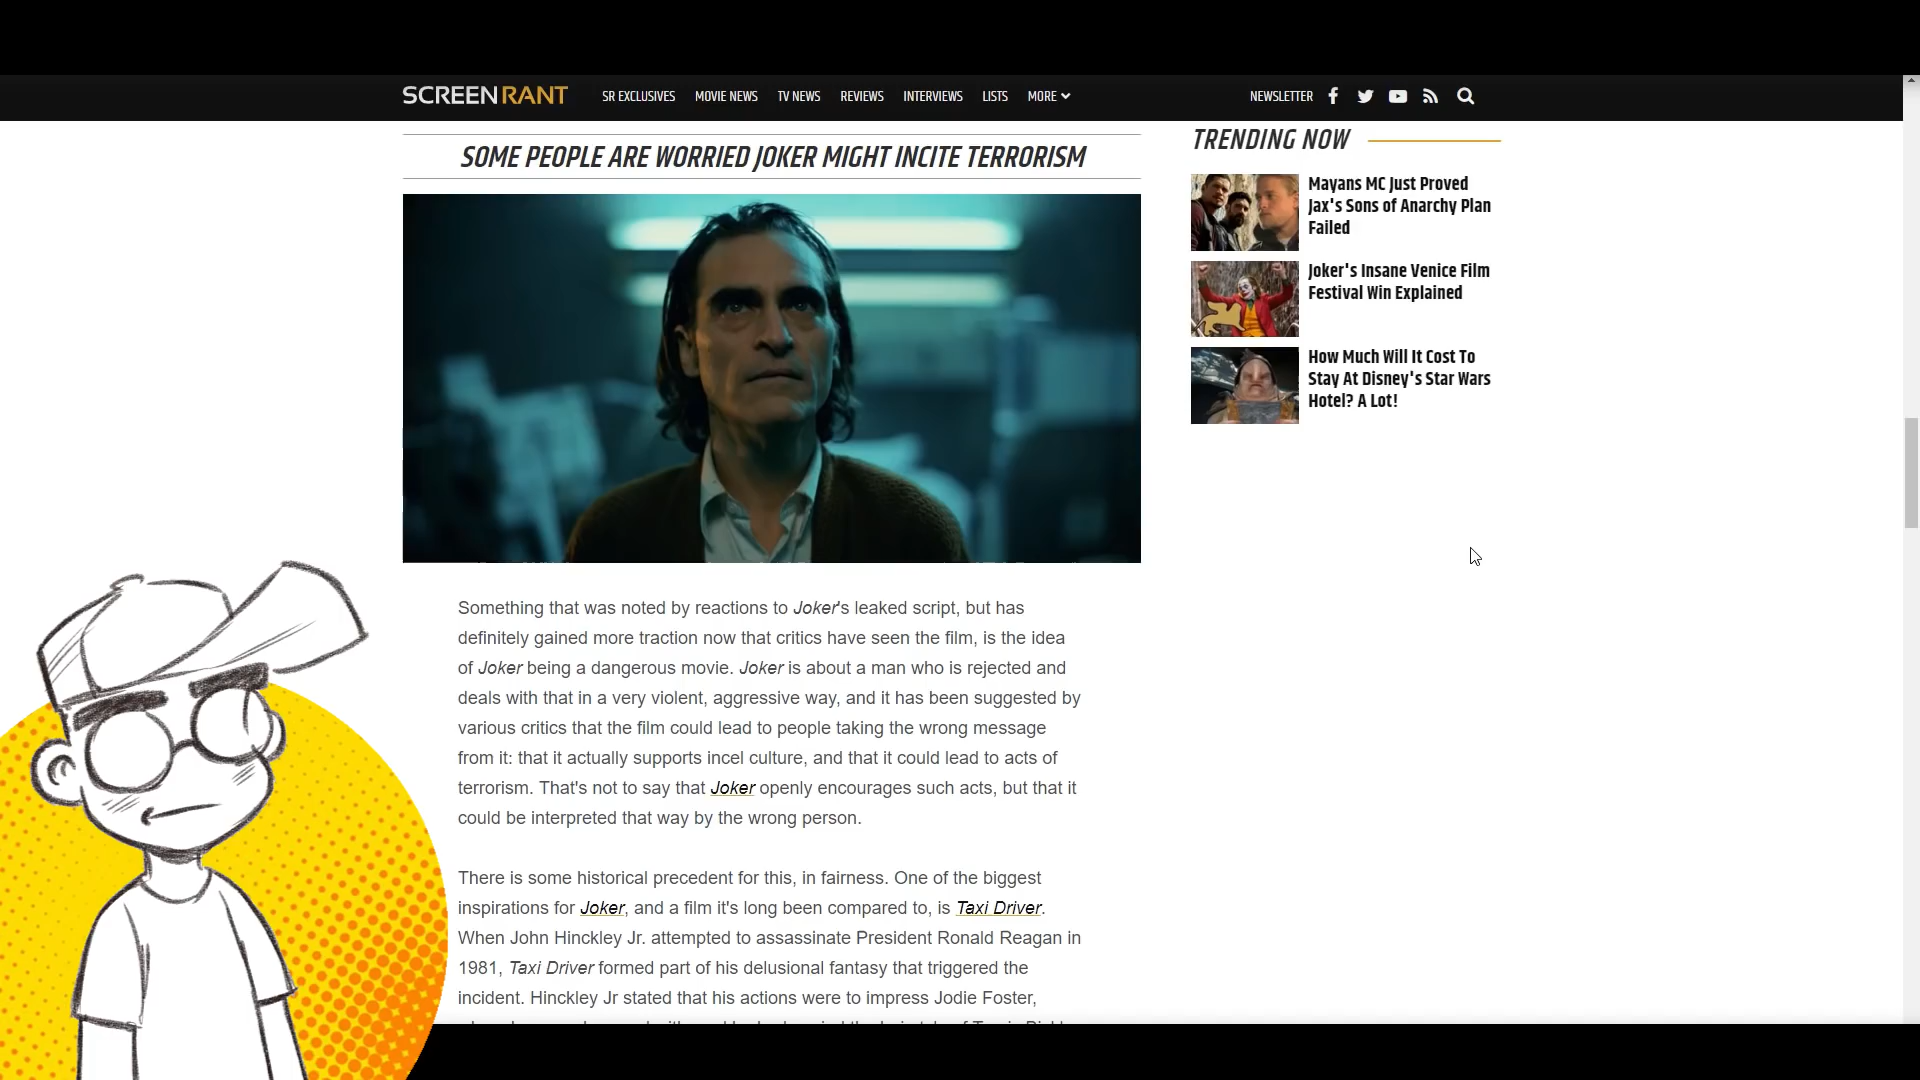 SCREENRANT
SR EXCLUSIVES MOVIE NEWS TV NEWS REVIEWS INTERVIEWS LISTS MORE
NEWSLETTER
SOME PEOPLE ARE WORRIED JOKER MIGHT INCITE TERRORISM
Something that was noted by reactions to Joker's leaked script, but has
definitely gained more traction now that critics have seen the film, is the idea
of Joker being a dangerous movie. Joker is about a man who is rejected and
deals with that in a very violent, aggressive way, and it has been suggested by
various critics that the film could lead to people taking the wrong message
from it: that it actually supports incel culture, and that it could lead to acts of
terrorism. That's not to say that Joker openly encourages such acts, but that it
could be interpreted that way by the wrong person.
There is some historical precedent for this, in fairness. One of the biggest
inspirations for Joker, and a film it's long been compared to, is Taxi Driver.
When John Hinckley Jr. attempted to assassinate President Ronald Reagan in
1981, Taxi Driver formed part of his delusional fantasy that triggered the
incident. Hinckley Jr stated that his actions were to impress Jodie Foster,
TRENDING NOW
Mayans MC Just Proved
Jax's Sons of Anarchy Plan
Failed
Joker's Insane Venice Film
Festival Win Explained
How Much Will It Cost To
Stay At Disney's Star Wars
Hotel? A Lot!